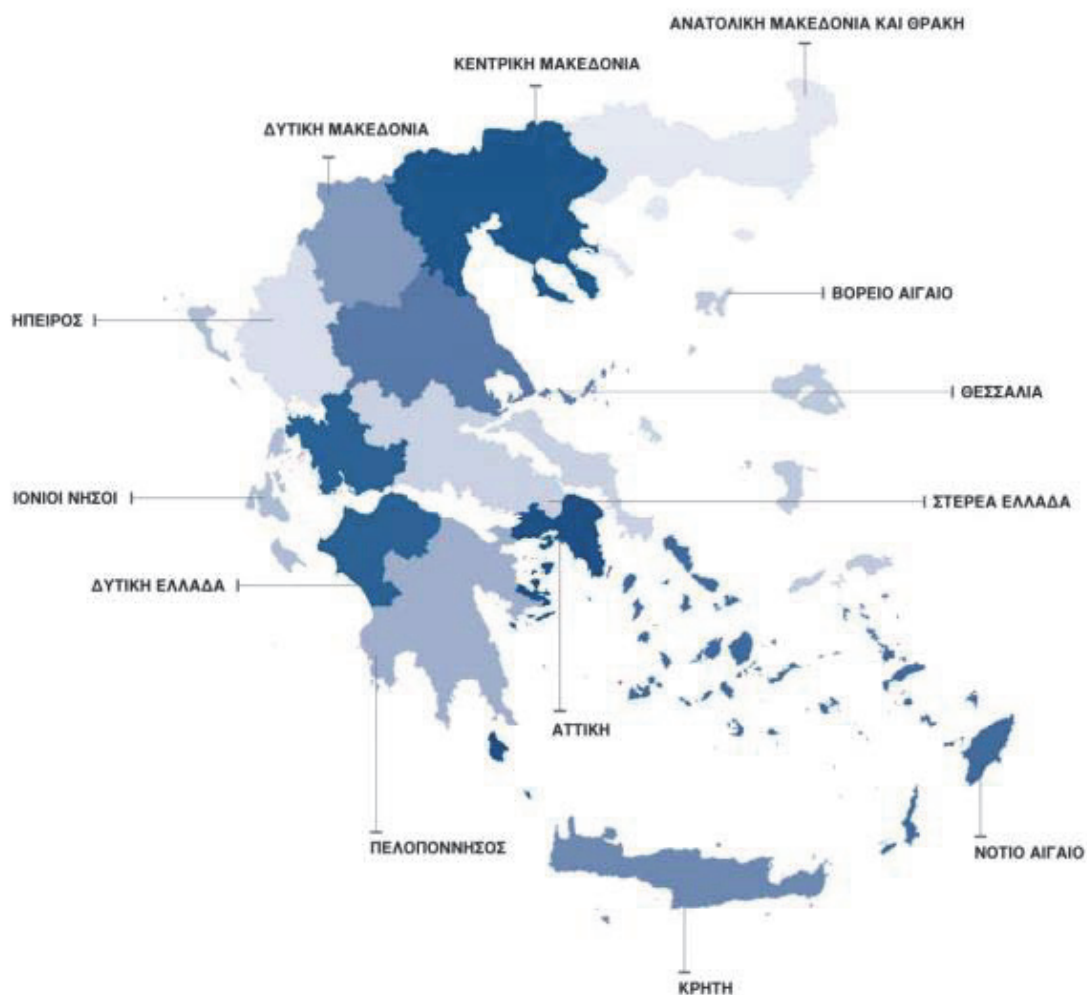 ΑΝΑΤΟΛΙΚΗ ΜΑΚΕΔΟΝΙΑ ΚΑΙ ΘΡΑΚΗ
ΚΕΝΤΡΙΚΗ ΜΑΚΕΔΟΝΙΑ
ΔΥΤΙΚΗ ΜΑΚΕΔΟΝΙΑ
ΒΟΡΕΙΟ ΑΙΓΑΙΟ
ΗΠΕΙΡΟΣ
ΘΕΣΣΑΛΙΑ
ΙΟΝΙΟΙ ΝΗΣΟΙ
ΣΤΕΡΕΑ ΕΛΛΑΔΑ
ΔΥΤΙΚΗ ΕΛΛΑΔΑ
ΑΤΤΙΚΗ
ΠΕΛΟΠΟΝΝΗΣΟΣ
ΝΟΤΙΟ ΑΙΓΑΙΟ
ΚΡΗΤΗ